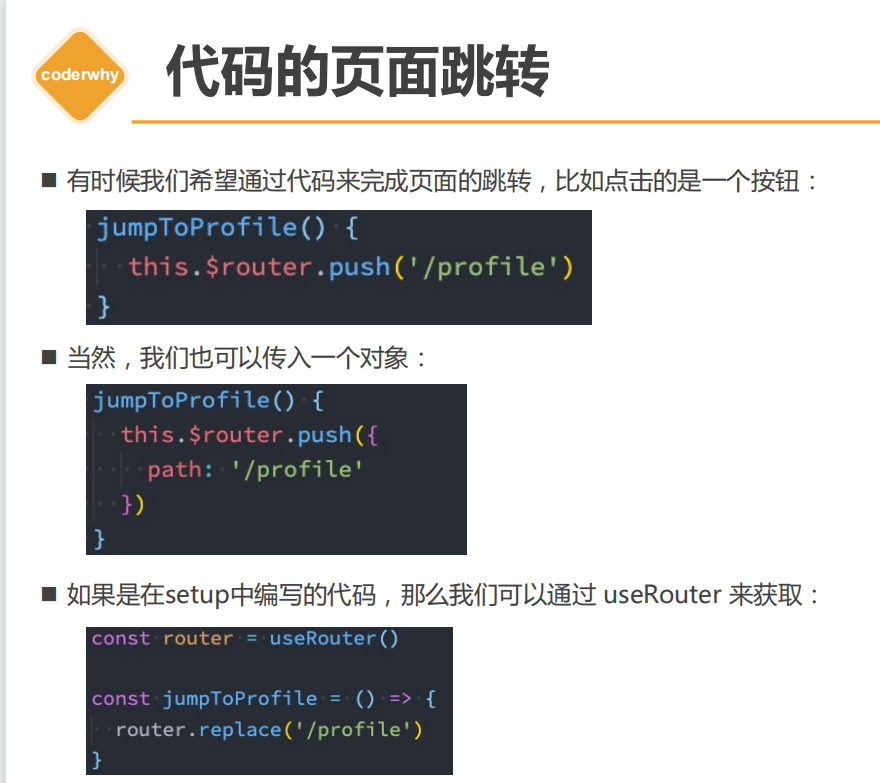 coderwhy
代码的页面跳转
有时候我们希望通过代码来完成页面的跳转，比如点击的是一个按钮：
jumpToProfile() {
  this.$router.push('/profile')
}
当然，我们也可以传入一个对象：
jumpToProfile() {
  this.$router.push({
    path: '/profile'
  })
}
如果是在setup中编写的代码，那么我们可以通过 useRouter 来获取：
const router = useRouter()
const jumpToProfile = () => {
  router.replace('/profile')
}